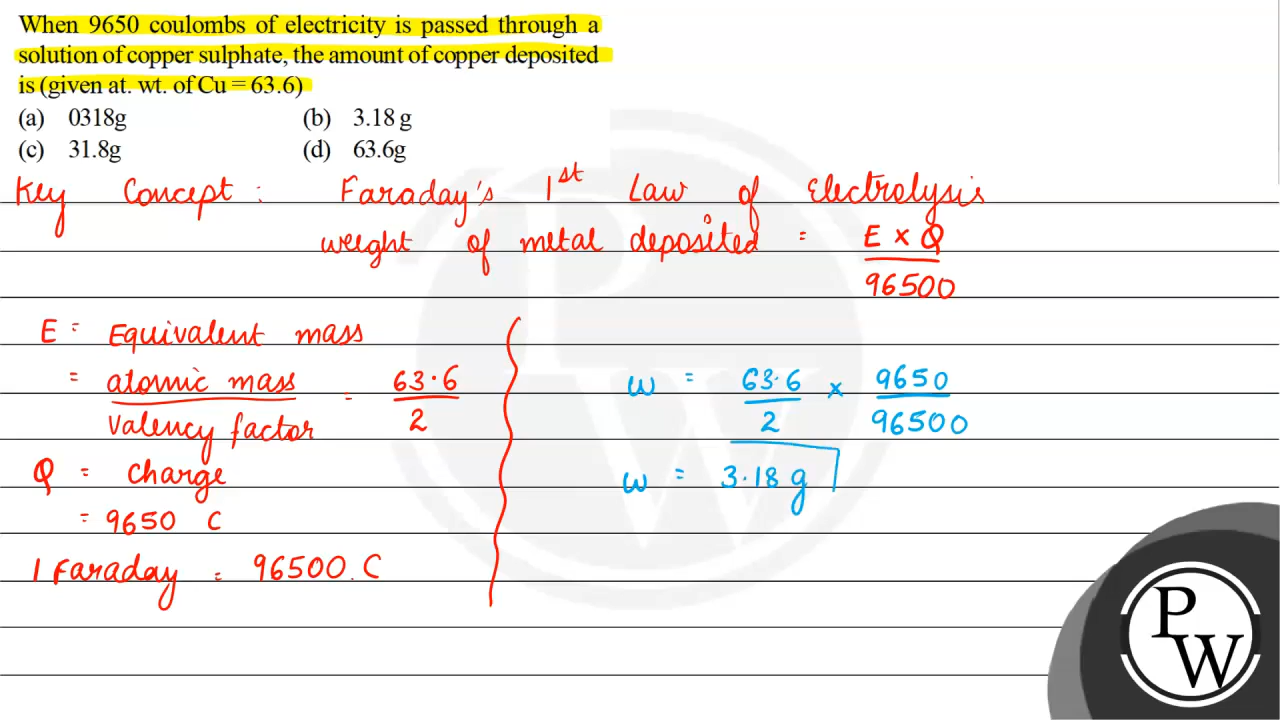 When 9650 coulombs of electricity is passed through a
solution of copper sulphate, the amount of copper deposited
is (given at. wt. of Cu = 63.6)
(a) 0318g (b) 3.18 g
(c) 31.8g (d) 63.6g
Key Concept : Faraday's 1st Law of Electrolysis
weight of metal deposited = E × Q
96500
E = Equivalent mass
= atomic mass = 63.6
valency factor 2
Q = charge
= 9650 C
1 Faraday = 96500. C
w = 63.6 × 9650
2 96500
w = 3.18 g
PW
PW